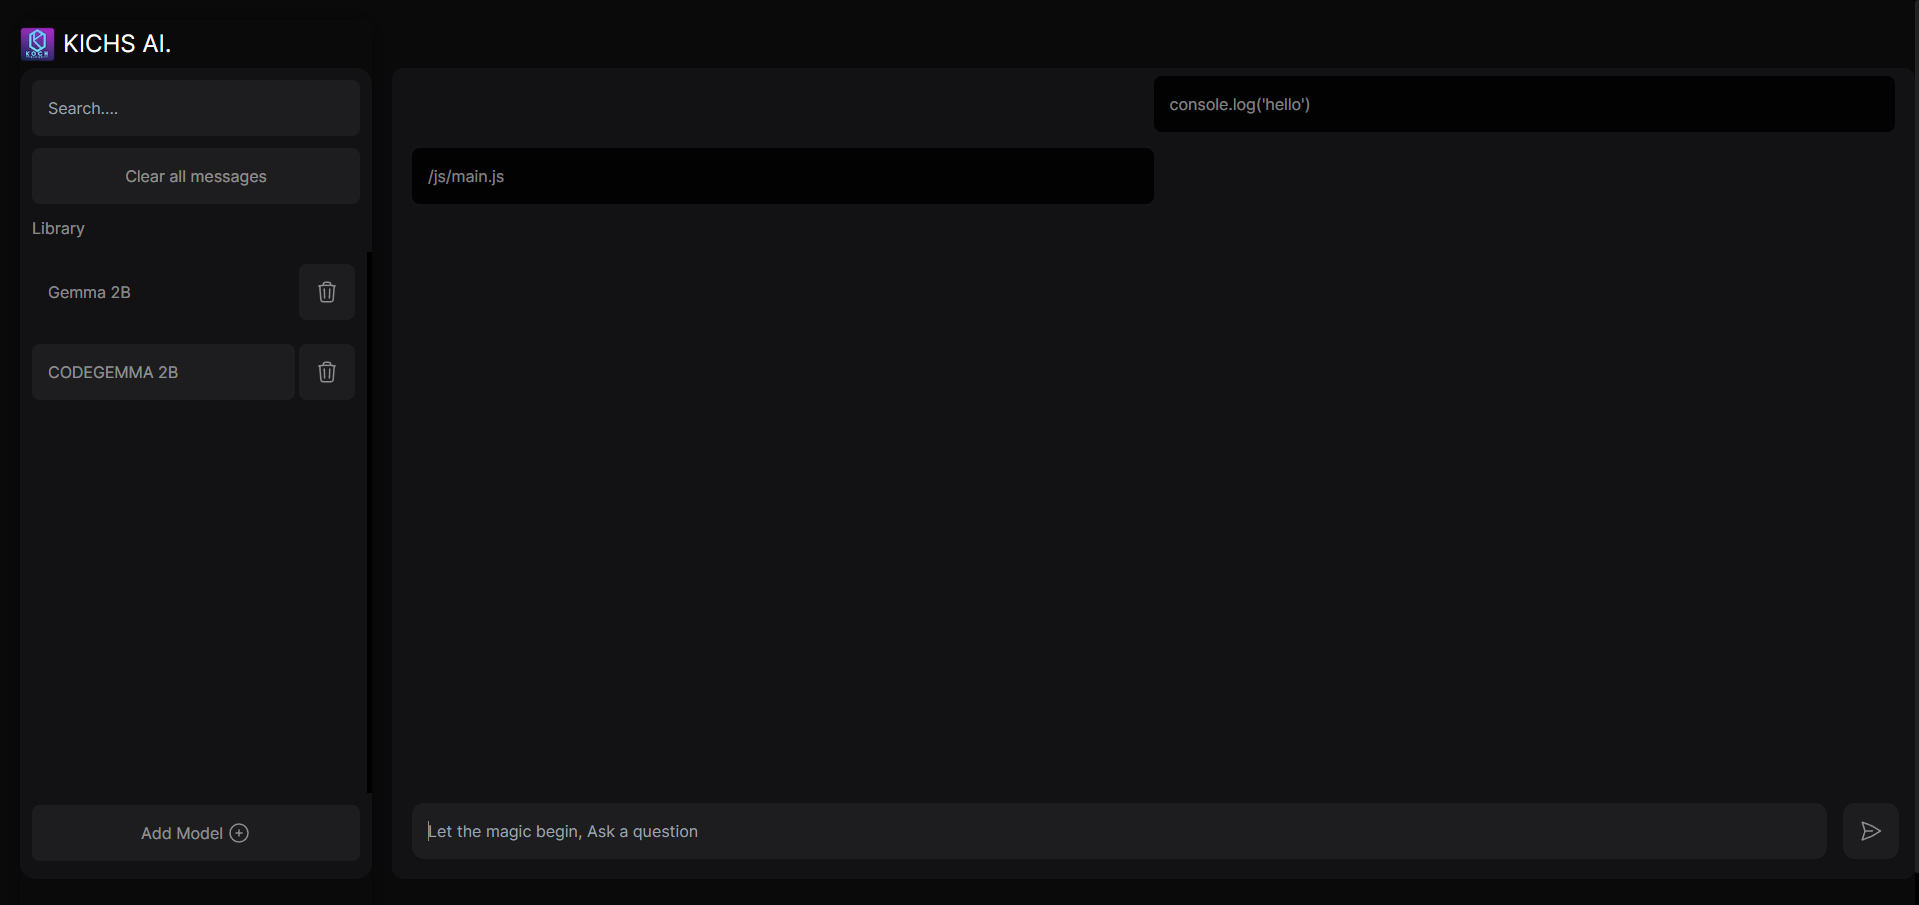 KOCH
KICHS AI.
Search....
Clear all messages
Library
Gemma 2B
CODEGEMMA 2B
Add Model
console.log('hello')
/js/main.js
Let the magic begin, Ask a question